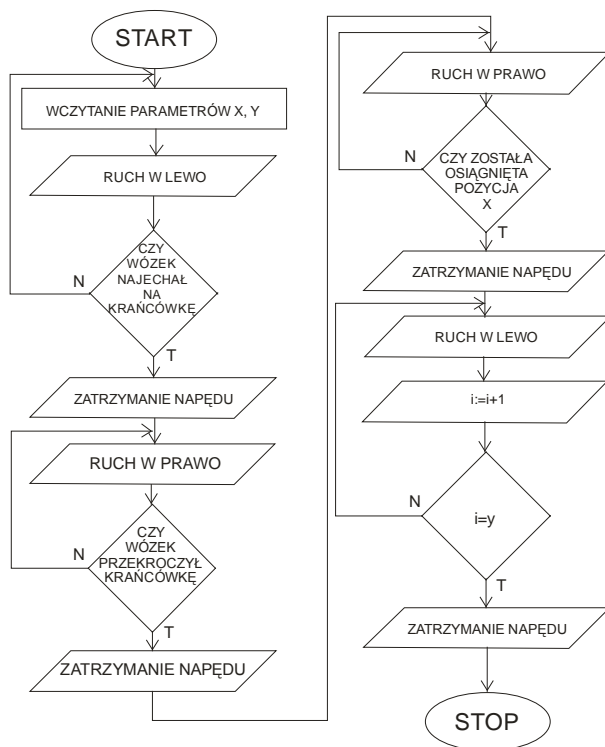 START
WCZYTANIE PARAMETRÓW X, Y
RUCH W LEWO
CZY
WÓZEK
NAJECHAŁ
NA
KRAŃCÓWKĘ
N
T
ZATRZYMANIE NAPĘDU
RUCH W PRAWO
CZY
WÓZEK
PRZEKROCZYŁ
KRAŃCÓWKĘ
N
T
ZATRZYMANIE NAPĘDU
RUCH W PRAWO
CZY ZOSTAŁA
OSIĄGNIĘTA
POZYCJA
X
N
T
ZATRZYMANIE NAPĘDU
RUCH W LEWO
i:=i+1
i=y
N
T
ZATRZYMANIE NAPĘDU
STOP